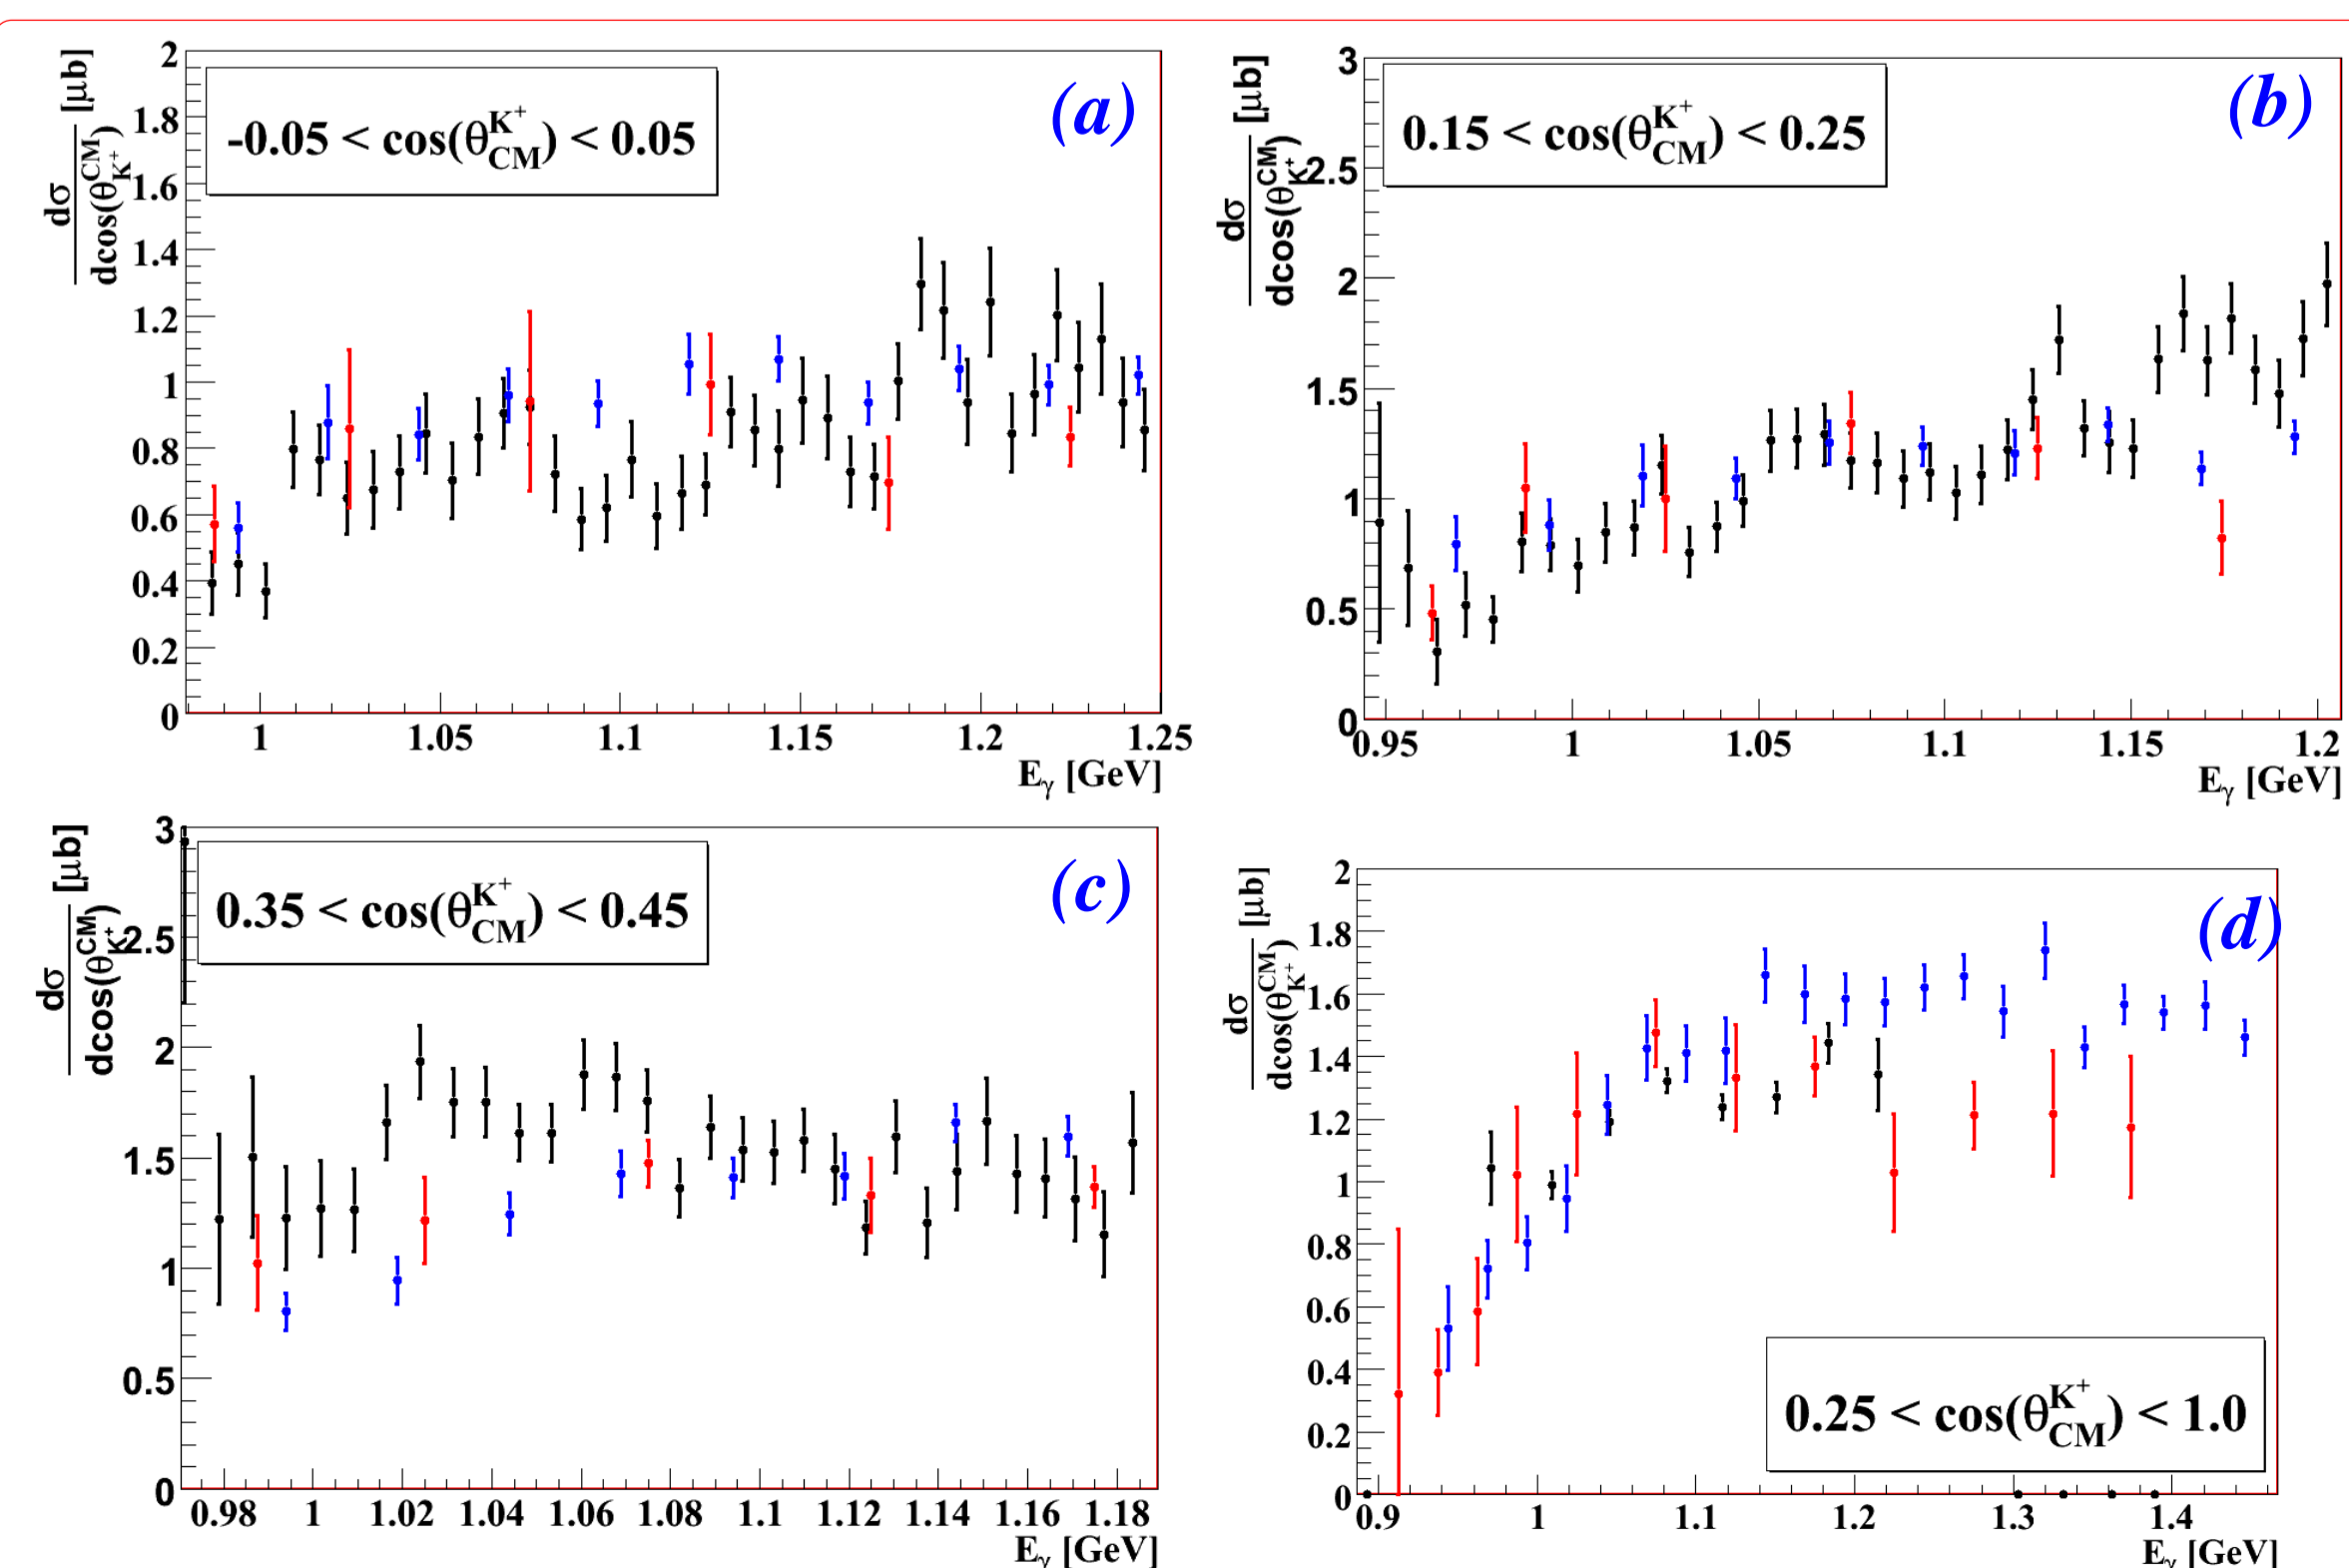 (a)
-0.05 < cos(θ_CM^K+) < 0.05
dσ
dcos(θ_K+^CM) [μb]
2
1.8
1.6
1.4
1.2
1
0.8
0.6
0.4
0.2
0
1 1.05 1.1 1.15 1.2 1.25
E_γ [GeV]
(b)
0.15 < cos(θ_CM^K+) < 0.25
dσ
dcos(θ_K+^CM) [μb]
3
2.5
2
1.5
1
0.5
0
0.95 1 1.05 1.1 1.15 1.2
E_γ [GeV]
(c)
0.35 < cos(θ_CM^K+) < 0.45
dσ
dcos(θ_K+^CM) [μb]
3
2.5
2
1.5
1
0.5
0
0.98 1 1.02 1.04 1.06 1.08 1.1 1.12 1.14 1.16 1.18
E_γ [GeV]
(d)
dσ
dcos(θ_K+^CM) [μb]
2
1.8
1.6
1.4
1.2
1
0.8
0.6
0.4
0.2
0
0.25 < cos(θ_CM^K+) < 1.0
0.9 1 1.1 1.2 1.3 1.4
E_γ [GeV]